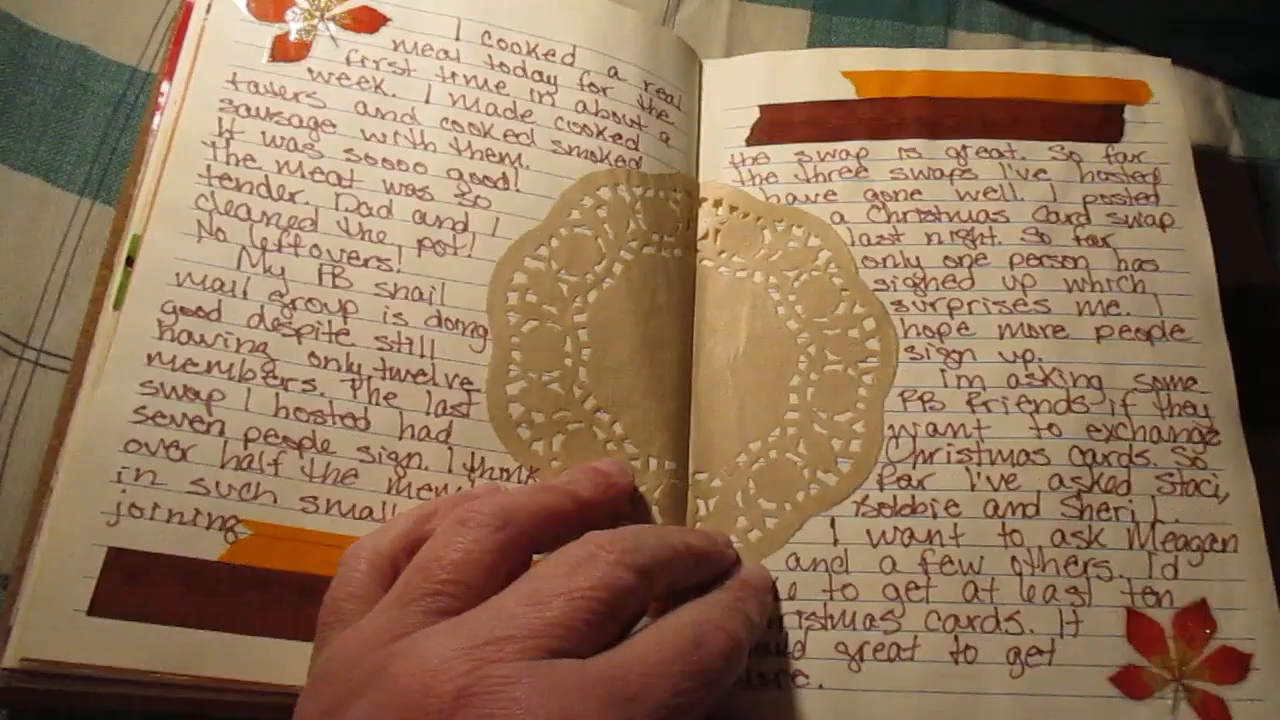 I cooked a real
meal today for the
first time in about a
week. I made cooked
taters and cooked smoked
sausage with them.
It was soooo good!
The meat was so
tender. Dad and I
cleaned the pot!
No leftovers!
My PB snail
mail group is doing
good despite still
having only twelve
members. The last
swap I hosted had
seven people sign. I think
over half the
in such small
joining
the swap is great. So far
the three swaps I've hosted
have gone well. I posted
a Christmas Card swap
last night. So far
only one person has
signed up which
surprises me. I
hope more people
sign up.
I'm asking some
PB friends if they
want to exchange
Christmas cards. So
far I've asked Staci,
Bobbie and Sheri
I want to ask Meagan
and a few others. I'd
to get at least ten
cards. It
great to get